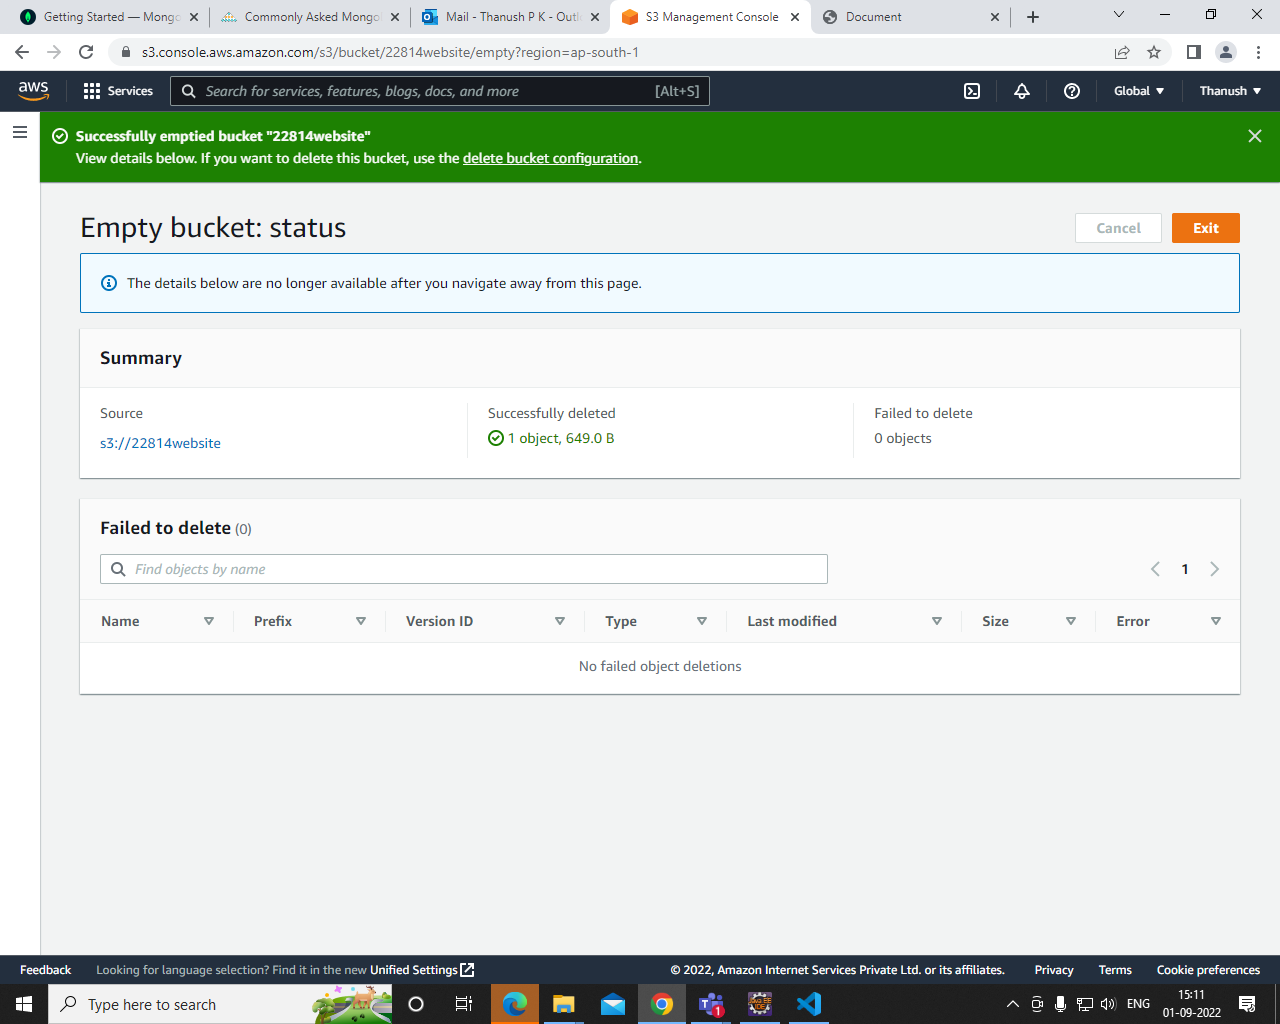 Getting Started — Mongo
Commonly Asked Mongo
Mail - Thanush P K - Outl
S3 Management Console
Document
s3.console.aws.amazon.com/s3/bucket/22814website/empty?region=ap-south-1
aws
Services
Search for services, features, blogs, docs, and more
[Alt+S]
Global
Thanush
Successfully emptied bucket "22814website"
View details below. If you want to delete this bucket, use the delete bucket configuration.
Empty bucket: status
Cancel
Exit
The details below are no longer available after you navigate away from this page.
Summary
Source
s3://22814website
Successfully deleted
1 object, 649.0 B
Failed to delete
0 objects
Failed to delete (0)
Find objects by name
1
Name Prefix Version ID Type Last modified Size Error
No failed object deletions
Feedback
Looking for language selection? Find it in the new Unified Settings
© 2022, Amazon Internet Services Private Ltd. or its affiliates.
Privacy
Terms
Cookie preferences
Type here to search
1
ENG
15:11
01-09-2022